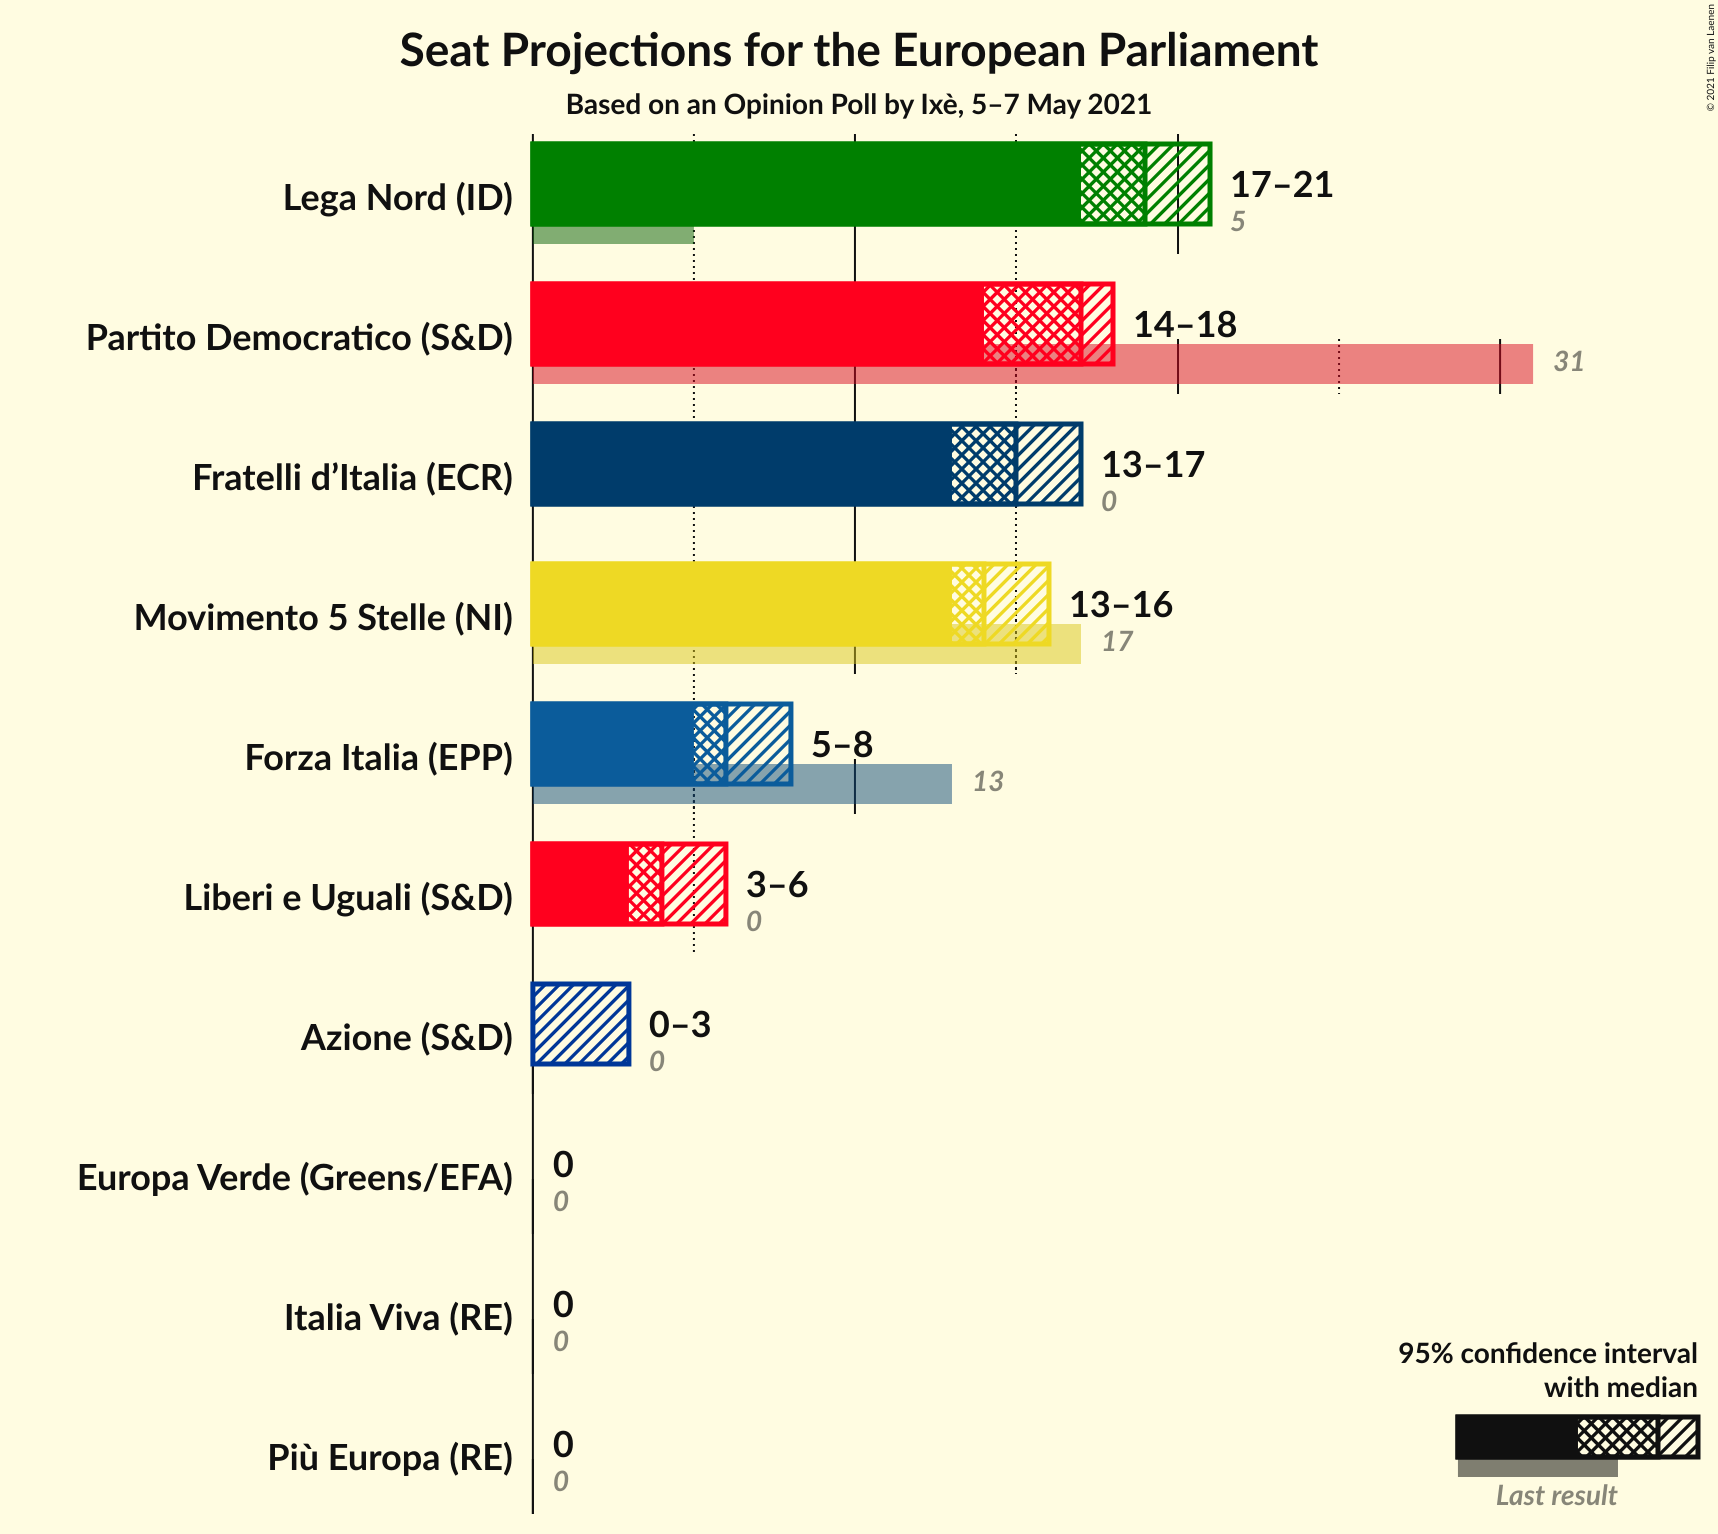 Seat Projections for the European Parliament
Based on an Opinion Poll by Ixè, 5–7 May 2021
© 2021 Filip van Laenen
Lega Nord (ID)
17–21
5
Partito Democratico (S&D)
14–18
31
Fratelli d’Italia (ECR)
13–17
0
Movimento 5 Stelle (NI)
13–16
17
Forza Italia (EPP)
5–8
13
Liberi e Uguali (S&D)
3–6
0
Azione (S&D)
0–3
0
Europa Verde (Greens/EFA)
0
0
Italia Viva (RE)
0
0
Più Europa (RE)
0
0
95% confidence interval
with median
Last result